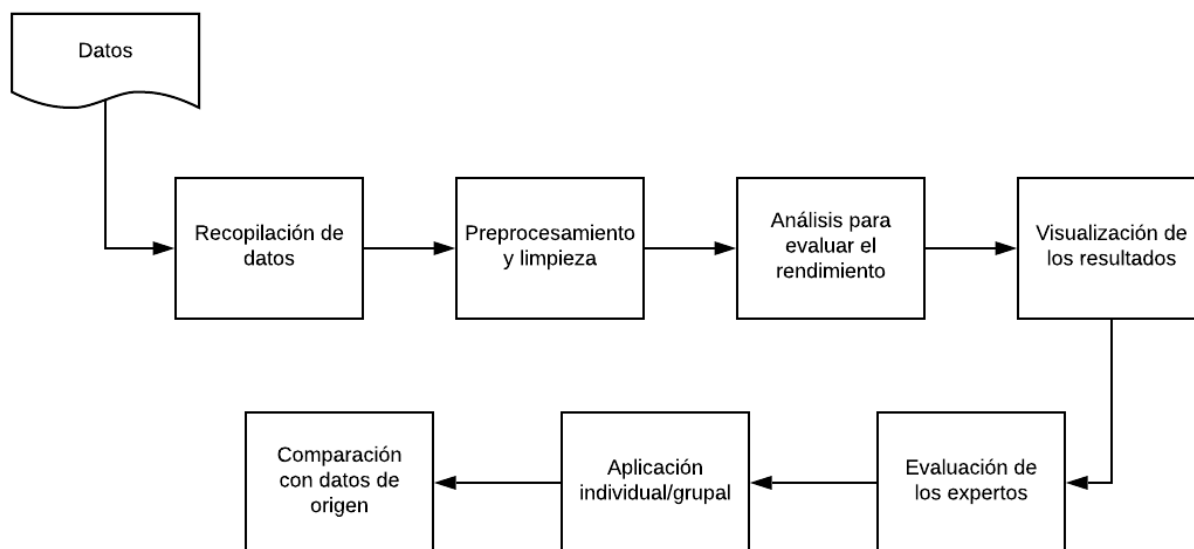 Datos
Recopilación de
datos
Preprocesamiento
y limpieza
Análisis para
evaluar el
rendimiento
Visualización de
los resultados
Evaluación de
los expertos
Aplicación
individual/grupal
Comparación
con datos de
origen